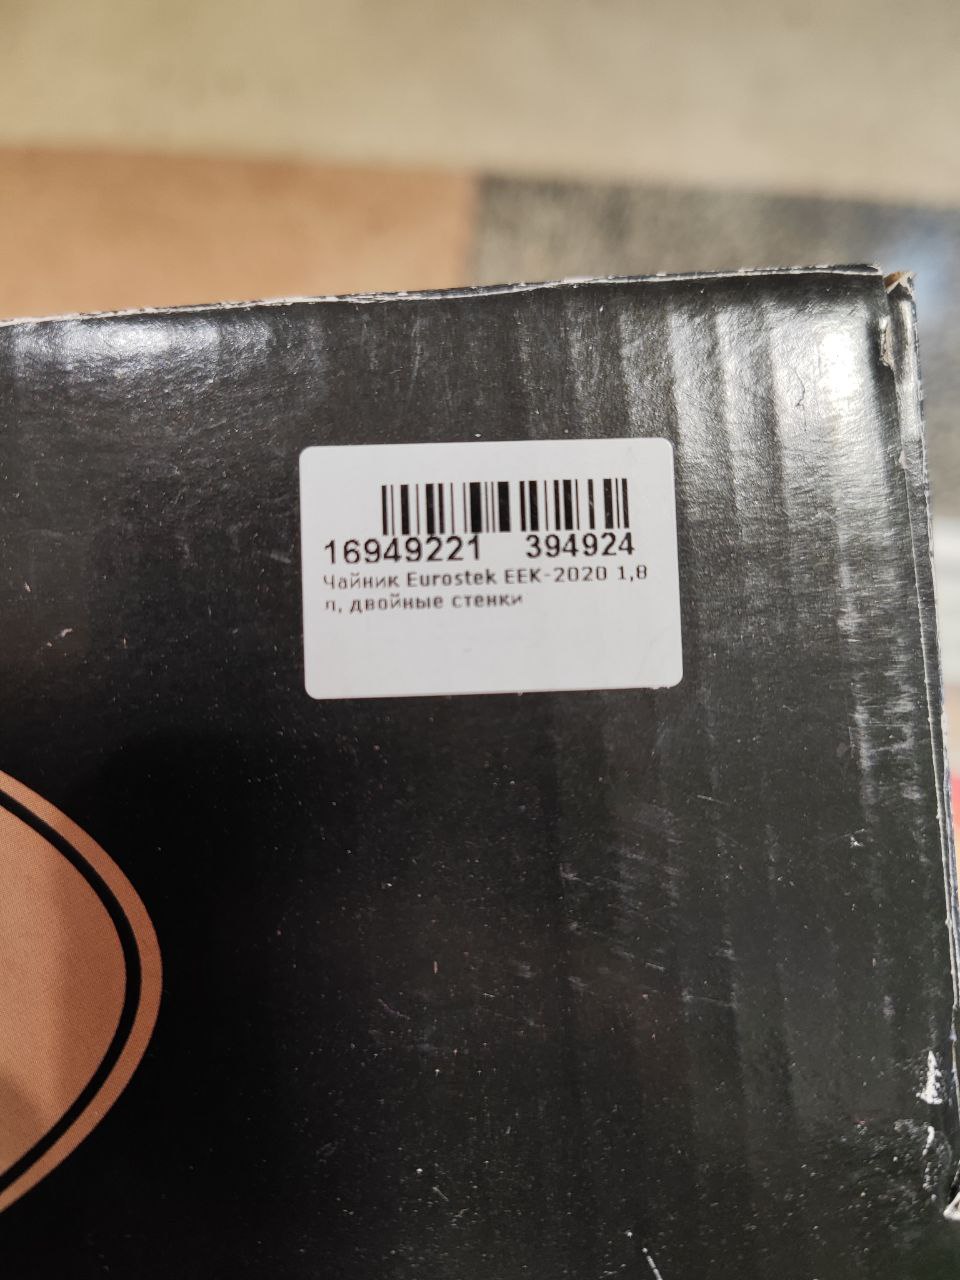 16949221 394924
Чайник Eurostek EEK-2020 1,8
л, двойные стенки